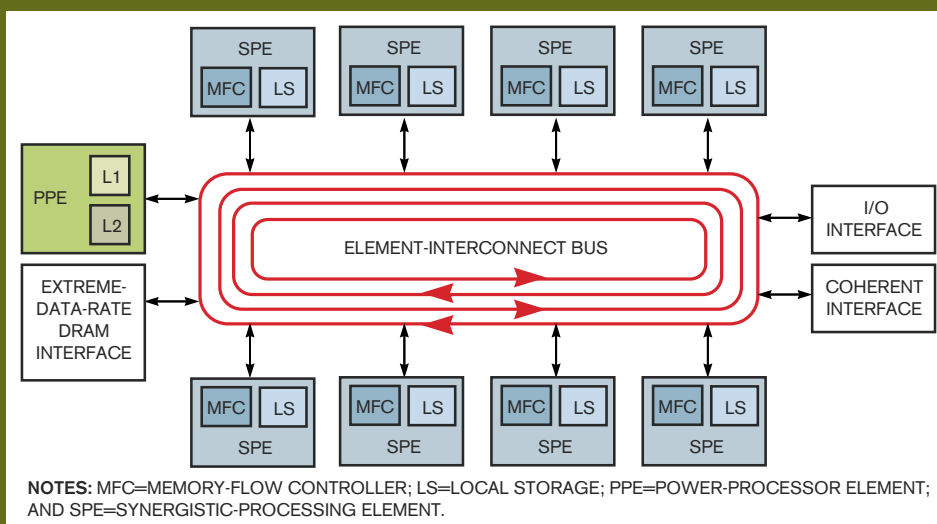 SPE
SPE
SPE
SPE
MFC LS
MFC LS
MFC LS
MFC LS
PPE
L1
L2
EXTREME-
DATA-RATE
DRAM
INTERFACE
ELEMENT-INTERCONNECT BUS
I/O
INTERFACE
COHERENT
INTERFACE
MFC LS
MFC LS
MFC LS
MFC LS
SPE
SPE
SPE
SPE
NOTES: MFC=MEMORY-FLOW CONTROLLER; LS=LOCAL STORAGE; PPE=POWER-PROCESSOR ELEMENT;
AND SPE=SYNERGISTIC-PROCESSING ELEMENT.